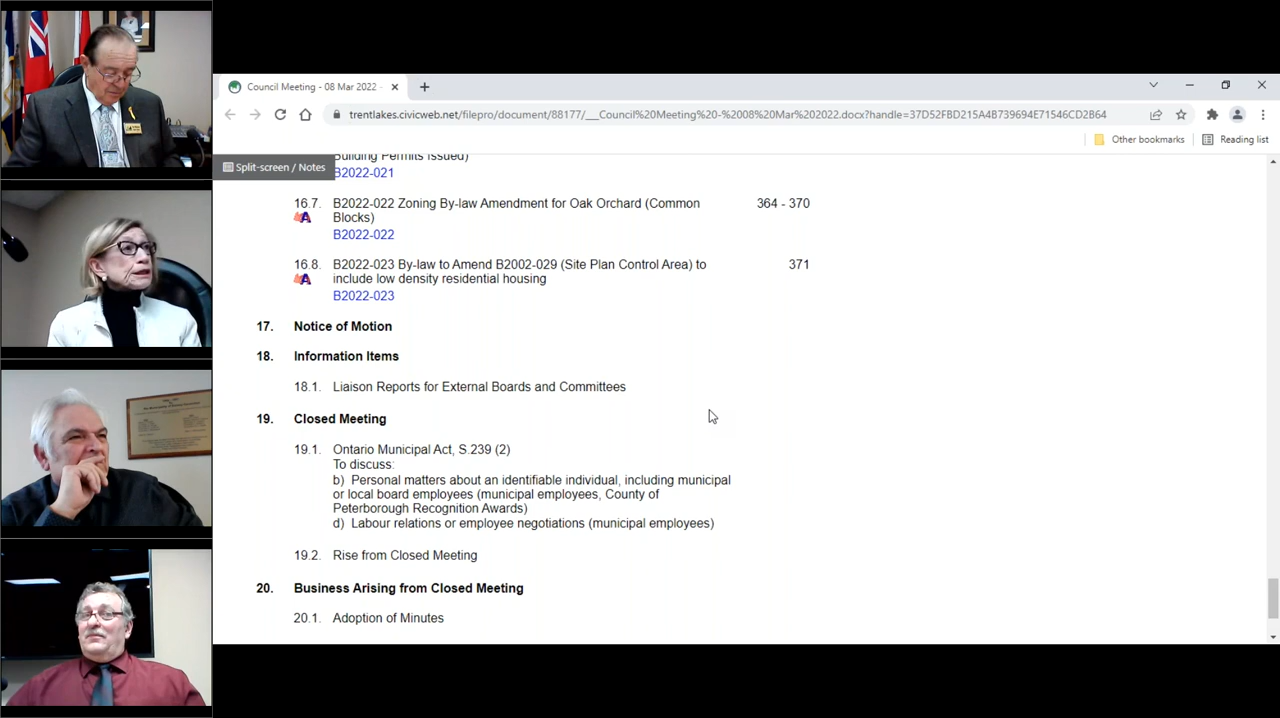 Council Meeting - 08 Mar 2022 -
trentlakes.civicweb.net/filepro/document/88177/___Council%20Meeting%20-%2008%20Mar%202022.docx?handle=37D52FBD215A4B739694E71546CD2B64
Other bookmarks
Reading list
Building Permits Issued)
Split-screen / Notes
B2022-021
16.7. B2022-022 Zoning By-law Amendment for Oak Orchard (Common 364 - 370
Blocks)
B2022-022
16.8. B2022-023 By-law to Amend B2002-029 (Site Plan Control Area) to 371
include low density residential housing
B2022-023
17. Notice of Motion
18. Information Items
18.1. Liaison Reports for External Boards and Committees
19. Closed Meeting
19.1. Ontario Municipal Act, S.239 (2)
To discuss:
b) Personal matters about an identifiable individual, including municipal
or local board employees (municipal employees, County of
Peterborough Recognition Awards)
d) Labour relations or employee negotiations (municipal employees)
19.2. Rise from Closed Meeting
20. Business Arising from Closed Meeting
20.1. Adoption of Minutes